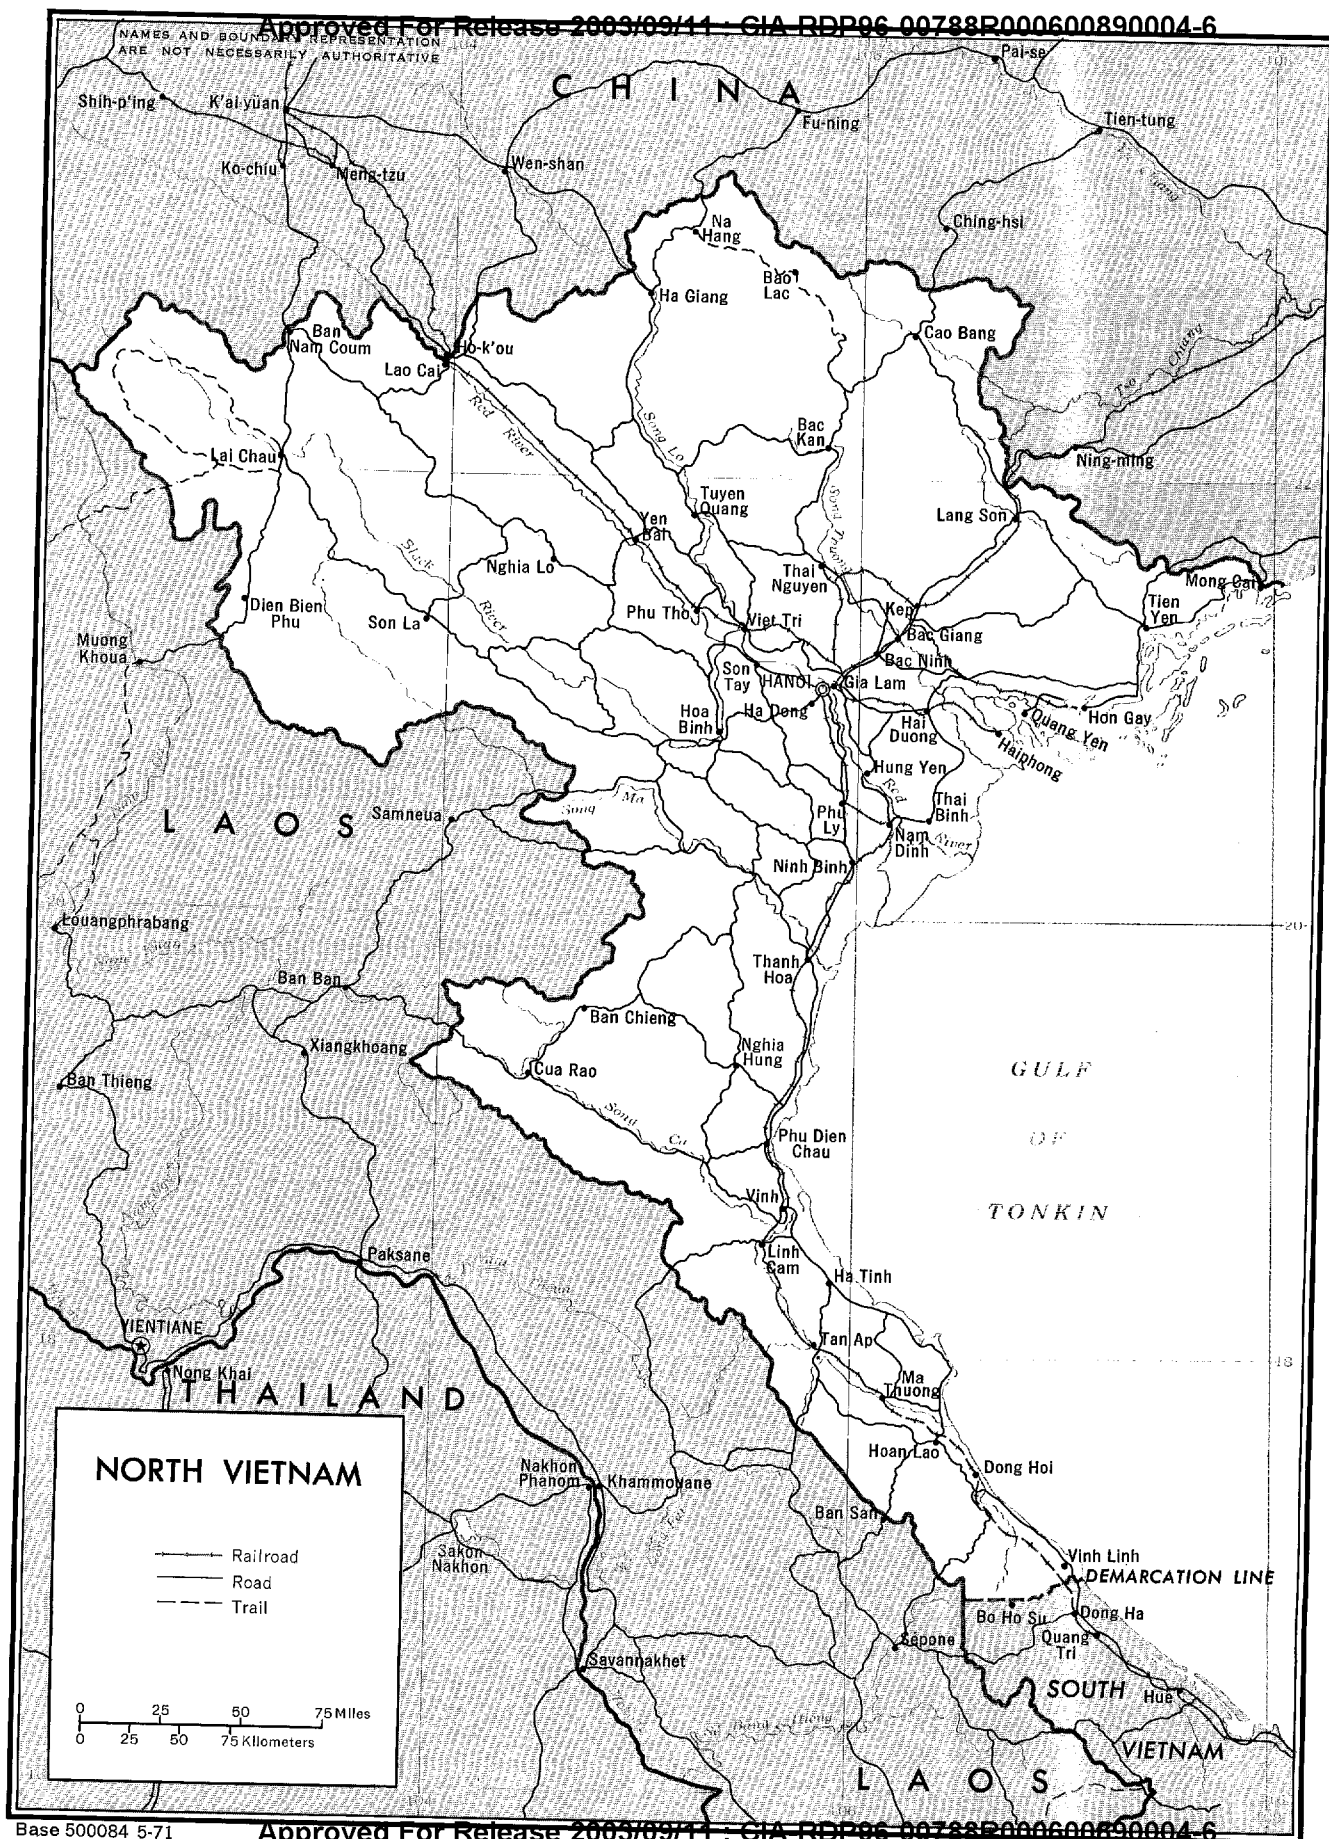 Approved For Release 2003/09/11 : CIA-RDP96-00788R000600890004-6
NAMES AND BOUNDARY REPRESENTATION
ARE NOT NECESSARILY AUTHORITATIVE
CHINA
Pai-se
Shih-p'ing
K'ai-yüan
Fu-ning
Tien-tung
Ko-chiu
Meng-tzu
Wen-shan
Ching-hsi
Na
Hang
Bao
Lac
Ha Giang
Cao Bang
Ban
Nam Coum
Ho-k'ou
Lao Cai
Tso Chiang
Red
River
Song Lo
Bac
Kan
Lai Chau
Ning-ming
Tuyen
Quang
Lang Son
Yen
Bai
Song
Black
River
Nghia Lo
Thai
Nguyen
Mong Cai
Tien
Yen
Kep
Dien Bien
Phu
Son La
Phu Tho
Viet Tri
Bac Giang
Muong
Khoua
Bac Ninh
Son
Tay
HANOI
Gia Lam
Hoa
Binh
Ha Dong
Hai
Duong
Quang Yen
Hon Gay
Haiphong
Hung Yen
Red
River
LAOS
Samneua
Song Ma
Phu
Ly
Thai
Binh
Nam
Dinh
Ninh Binh
Louangphrabang
20
Thanh
Hoa
Ban Ban
Ban Chieng
Xiangkhoang
Nghia
Hung
Ban Thieng
Cua Rao
GULF
OF
TONKIN
Song Ca
Phu Dien
Chau
Vinh
Paksane
Linh
Cam
Ha Tinh
VIENTIANE
18
Tan Ap
18
Nong Khai
THAILAND
Ma
Thuong
NORTH VIETNAM
Hoan Lao
Nakhon
Phanom
Khammouane
Dong Hoi
Ban San
Railroad
Road
Trail
Sakon
Nakhon
Vinh Linh
DEMARCATION LINE
Bo Ho Su
Dong Ha
Sepone
Quang
Tri
Savannakhet
SOUTH
VIETNAM
Hue
0 25 50 75 Miles
0 25 50 75 Kilometers
LAOS
104
106
Base 500084 5-71
Approved For Release 2003/09/11 : CIA-RDP96-00788R000600890004-6